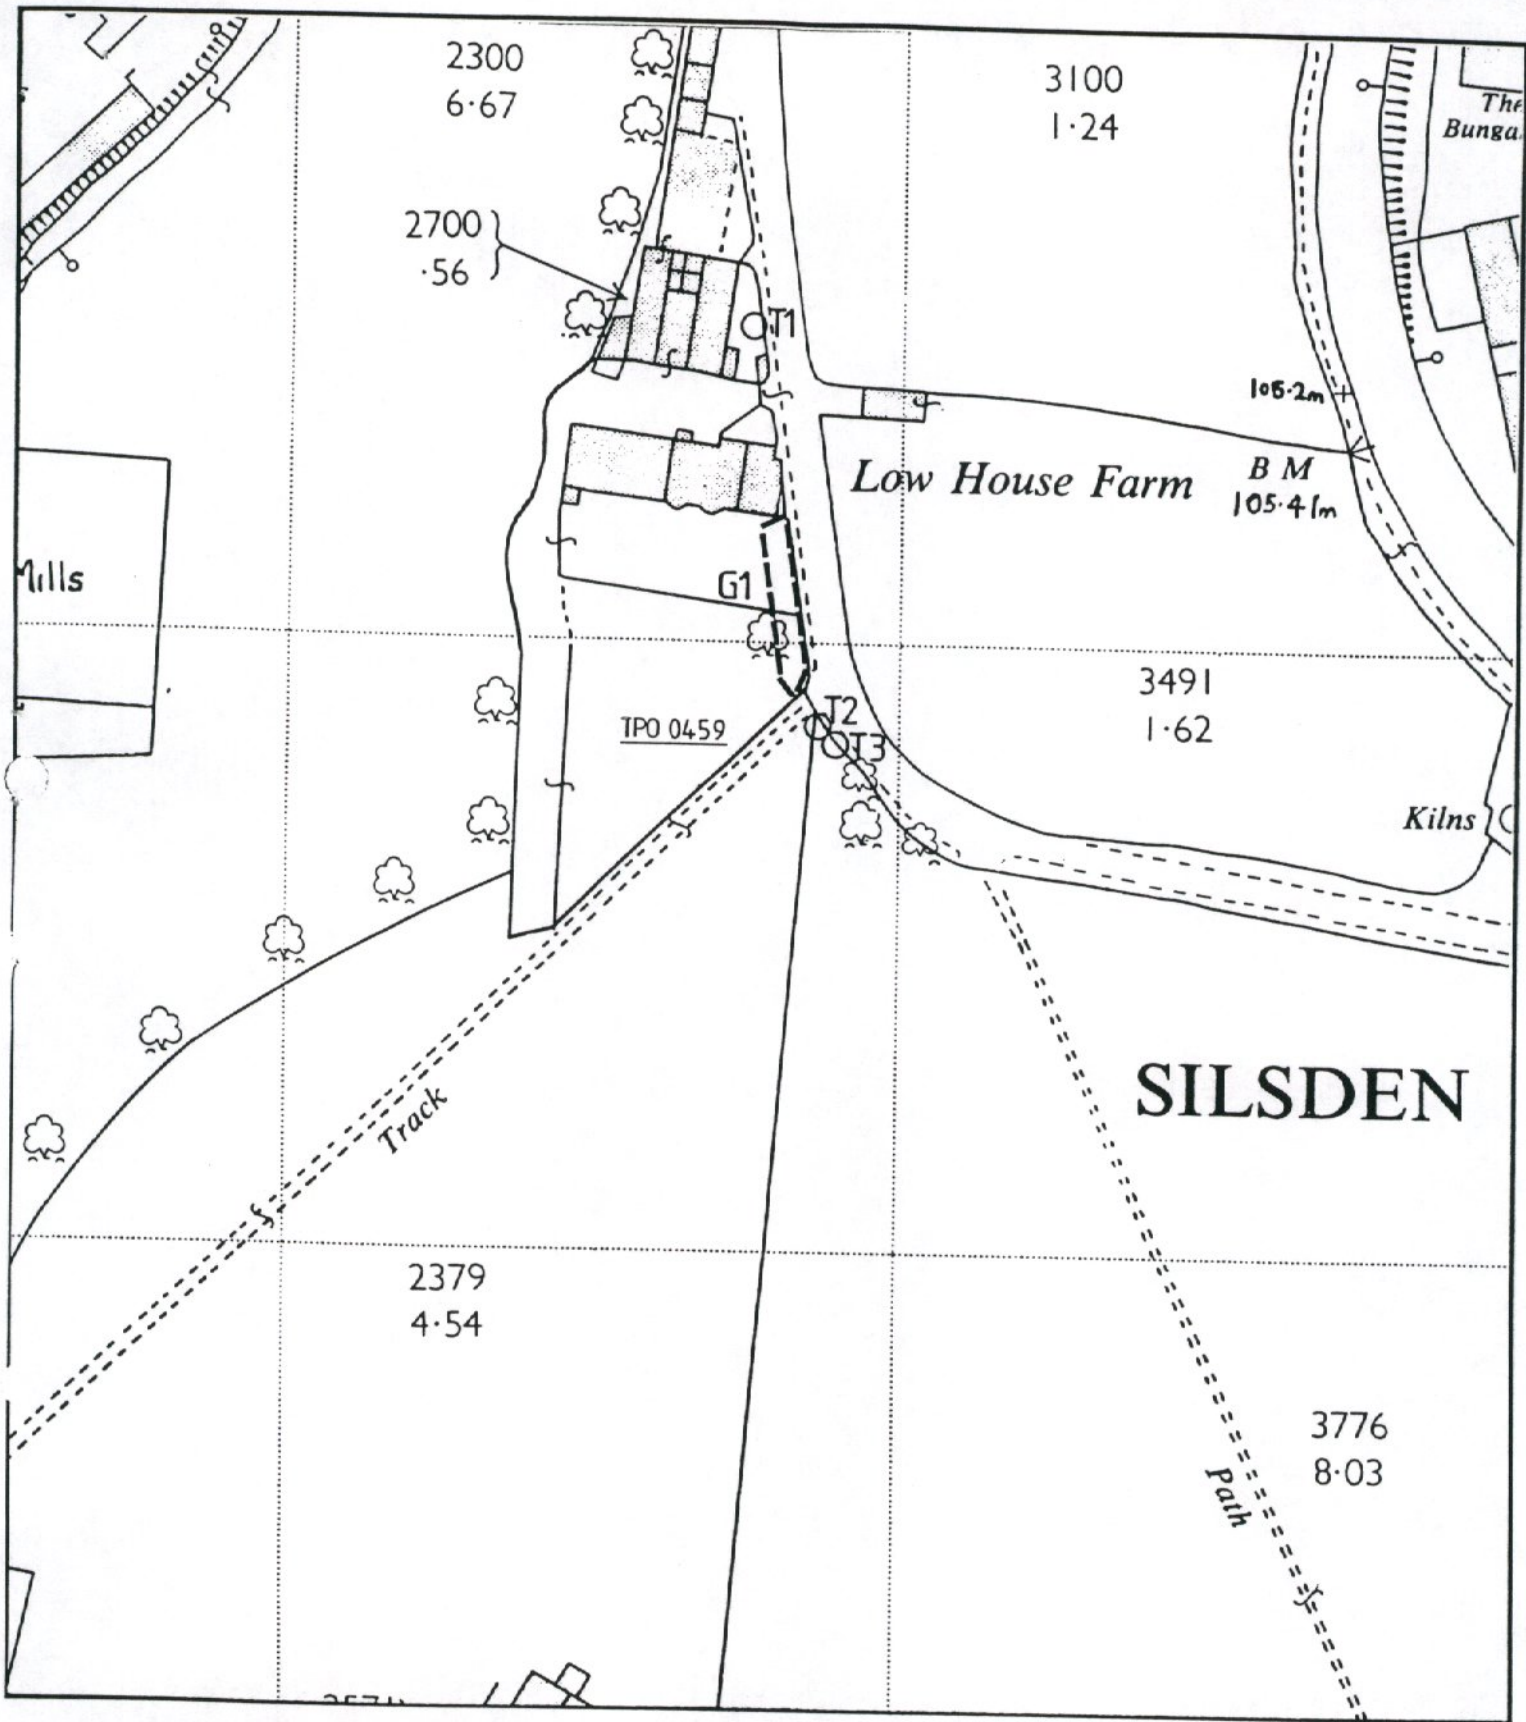 2300
6·67
3100
1·24
The
Bunga
2700
·56
T1
105·2m
Low House Farm
B M
105·41m
Mills
G1
3491
1·62
T2
TPO 0459
T3
Kilns
SILSDEN
Track
2379
4·54
3776
8·03
Path